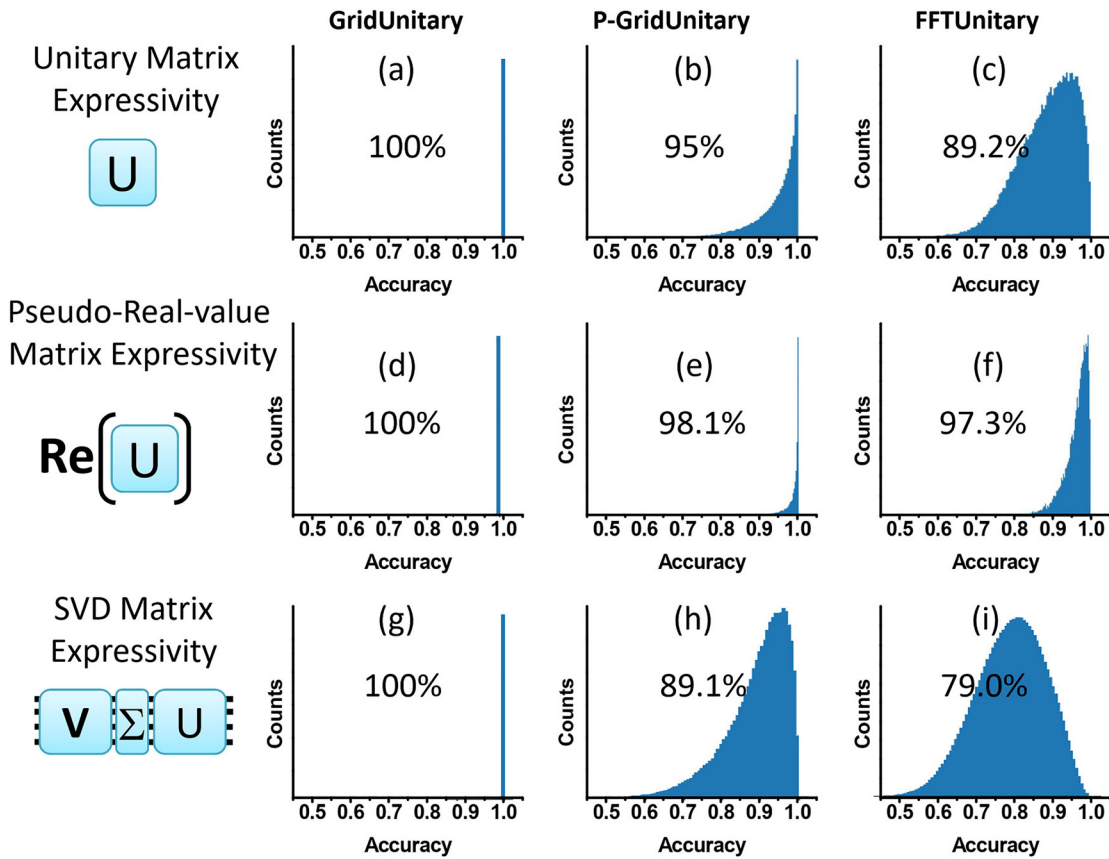 GridUnitary P-GridUnitary FFTUnitary
Unitary Matrix
Expressivity
U
(a) (b) (c)
100% 95% 89.2%
Counts Counts Counts
0.5 0.6 0.7 0.8 0.9 1.0 0.5 0.6 0.7 0.8 0.9 1.0 0.5 0.6 0.7 0.8 0.9 1.0
Accuracy Accuracy Accuracy
Pseudo-Real-value
Matrix Expressivity
Re(U)
(d) (e) (f)
100% 98.1% 97.3%
Counts Counts Counts
0.5 0.6 0.7 0.8 0.9 1.0 0.5 0.6 0.7 0.8 0.9 1.0 0.5 0.6 0.7 0.8 0.9 1.0
Accuracy Accuracy Accuracy
SVD Matrix
Expressivity
V Σ U
(g) (h) (i)
100% 89.1% 79.0%
Counts Counts Counts
0.5 0.6 0.7 0.8 0.9 1.0 0.5 0.6 0.7 0.8 0.9 1.0 0.5 0.6 0.7 0.8 0.9 1.0
Accuracy Accuracy Accuracy